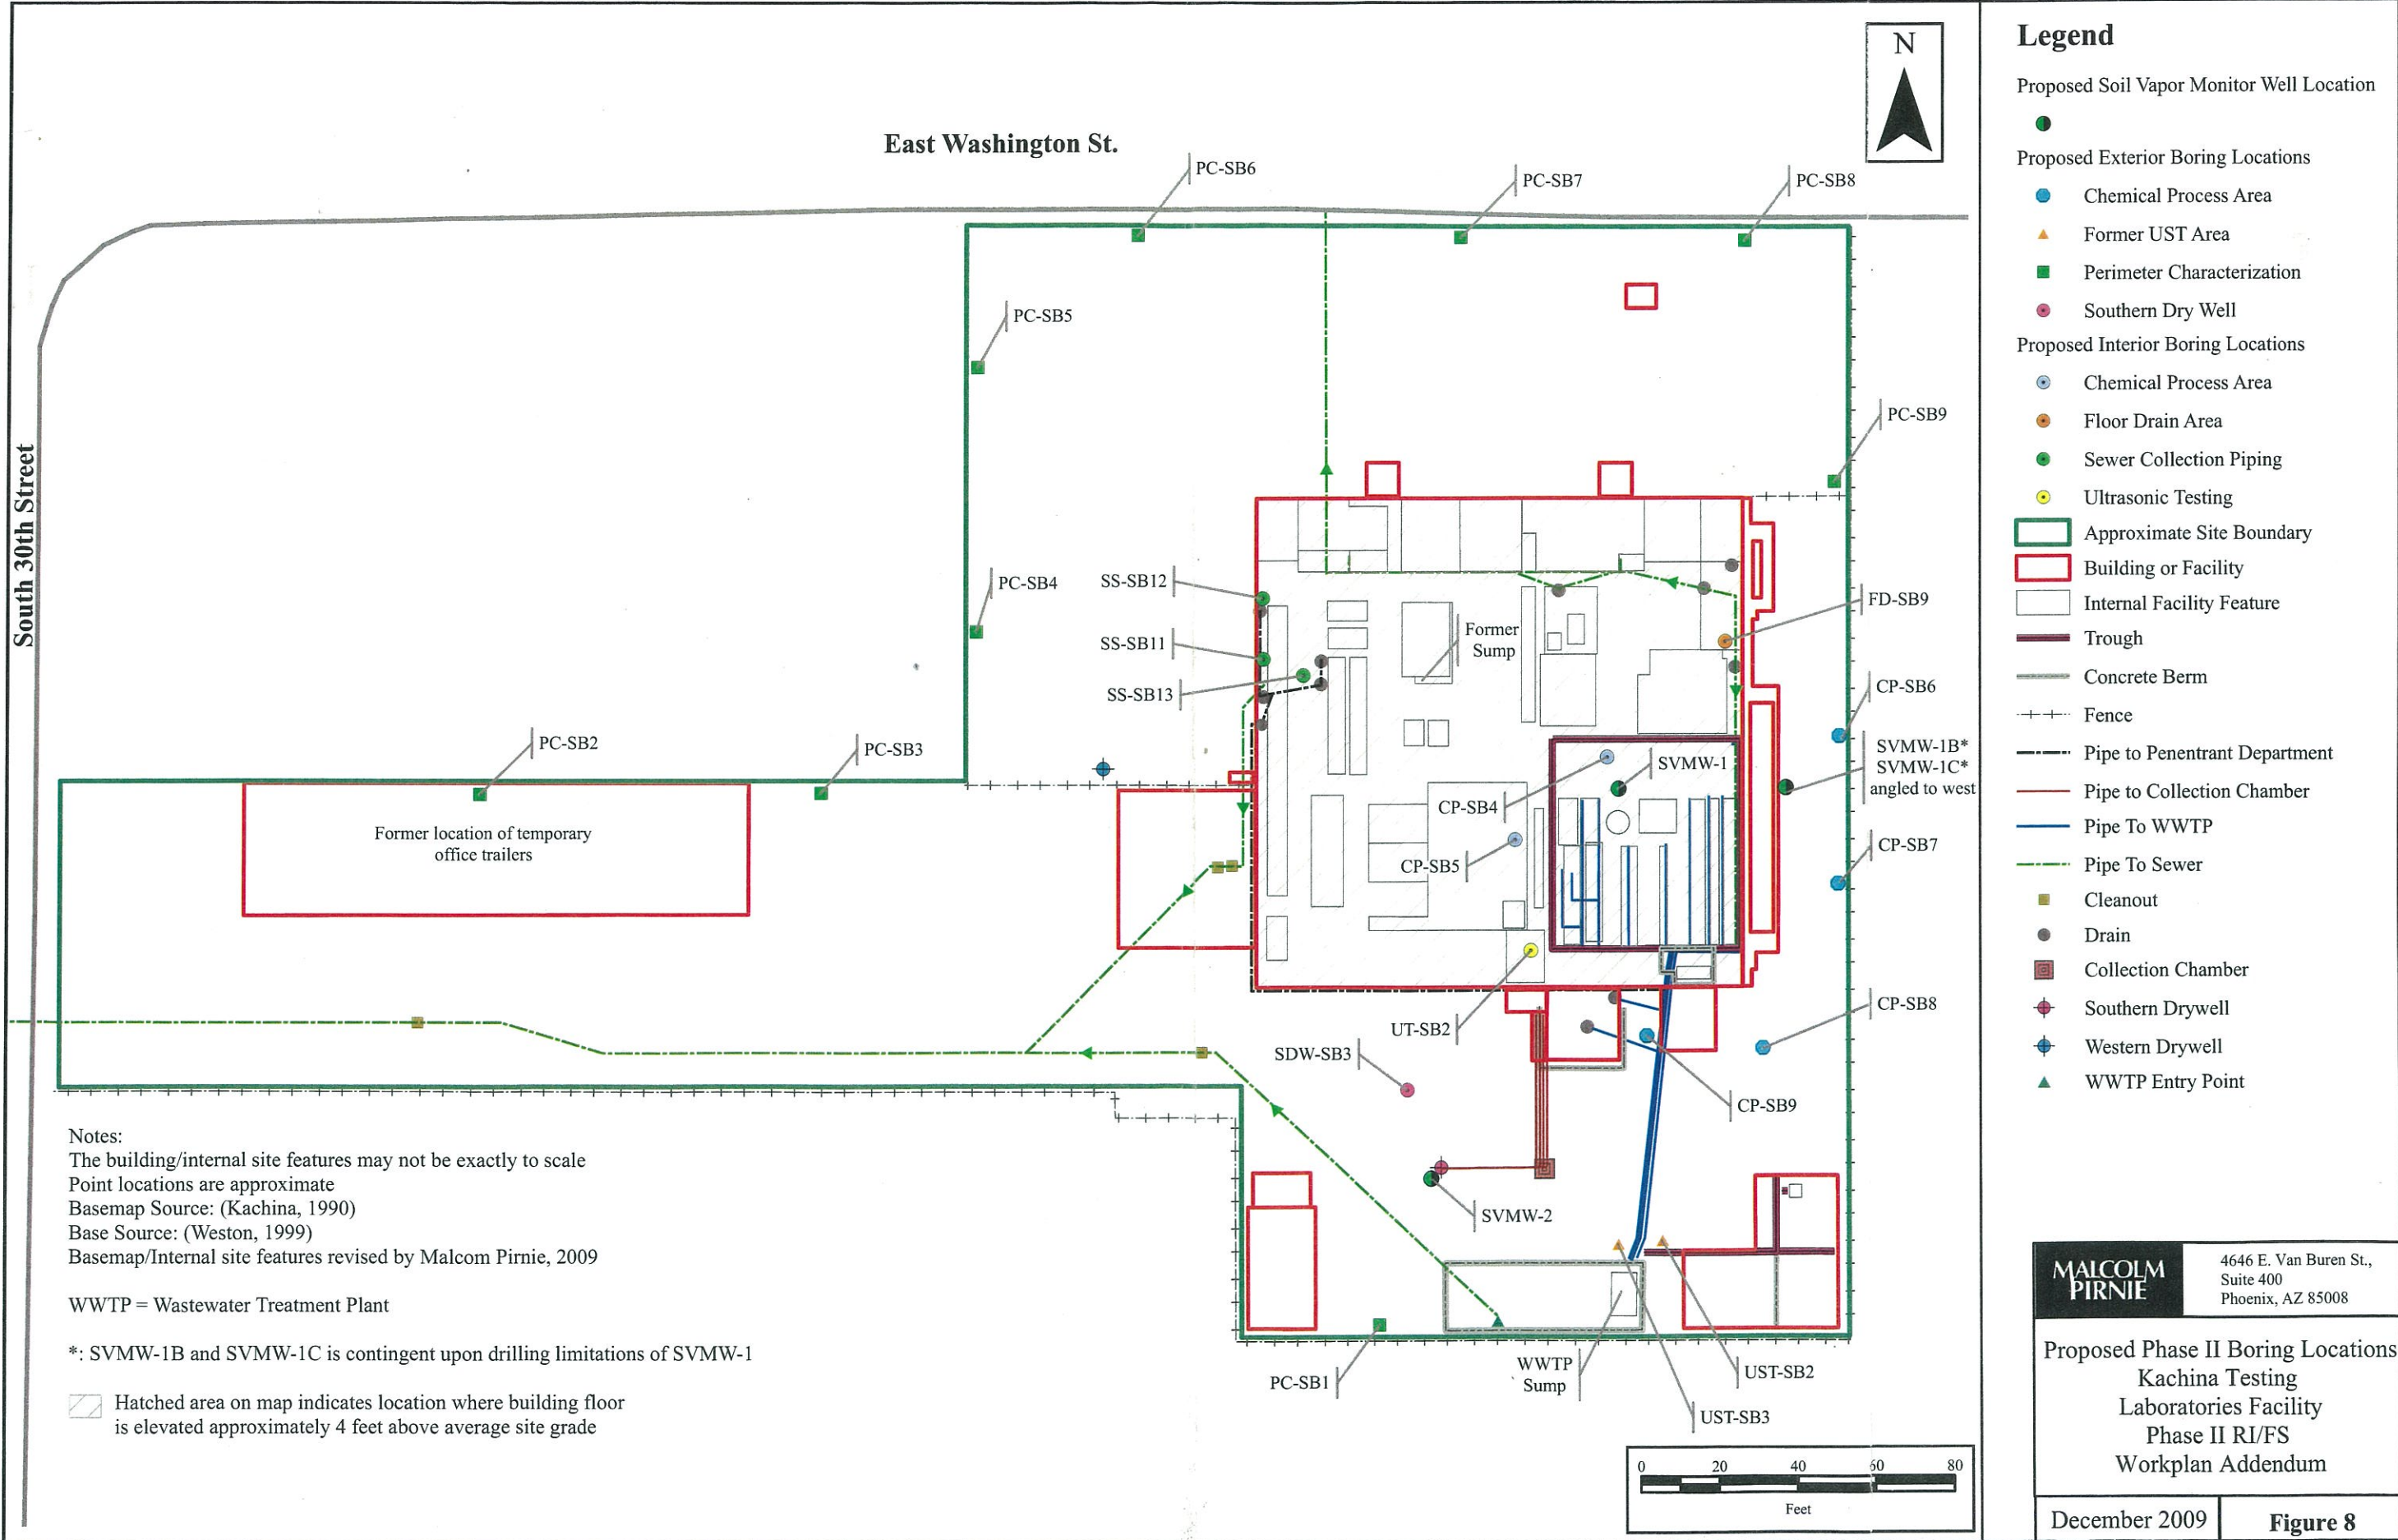 N
East Washington St.
South 30th Street
PC-SB6
PC-SB7
PC-SB8
PC-SB5
PC-SB9
PC-SB4
SS-SB12
SS-SB11
SS-SB13
Former
Sump
FD-SB9
CP-SB6
SVMW-1B*
SVMW-1C*
angled to west
PC-SB2
PC-SB3
SVMW-1
CP-SB4
CP-SB5
CP-SB7
Former location of temporary
office trailers
UT-SB2
CP-SB8
SDW-SB3
CP-SB9
SVMW-2
WWTP
Sump
PC-SB1
UST-SB2
UST-SB3
Notes:
The building/internal site features may not be exactly to scale
Point locations are approximate
Basemap Source: (Kachina, 1990)
Base Source: (Weston, 1999)
Basemap/Internal site features revised by Malcom Pirnie, 2009
WWTP = Wastewater Treatment Plant
*: SVMW-1B and SVMW-1C is contingent upon drilling limitations of SVMW-1
Hatched area on map indicates location where building floor
is elevated approximately 4 feet above average site grade
0 20 40 60 80
Feet
Legend
Proposed Soil Vapor Monitor Well Location
Proposed Exterior Boring Locations
Chemical Process Area
Former UST Area
Perimeter Characterization
Southern Dry Well
Proposed Interior Boring Locations
Chemical Process Area
Floor Drain Area
Sewer Collection Piping
Ultrasonic Testing
Approximate Site Boundary
Building or Facility
Internal Facility Feature
Trough
Concrete Berm
Fence
Pipe to Penentrant Department
Pipe to Collection Chamber
Pipe To WWTP
Pipe To Sewer
Cleanout
Drain
Collection Chamber
Southern Drywell
Western Drywell
WWTP Entry Point
MALCOLM
PIRNIE
4646 E. Van Buren St.,
Suite 400
Phoenix, AZ 85008
Proposed Phase II Boring Locations
Kachina Testing
Laboratories Facility
Phase II RI/FS
Workplan Addendum
December 2009
Figure 8